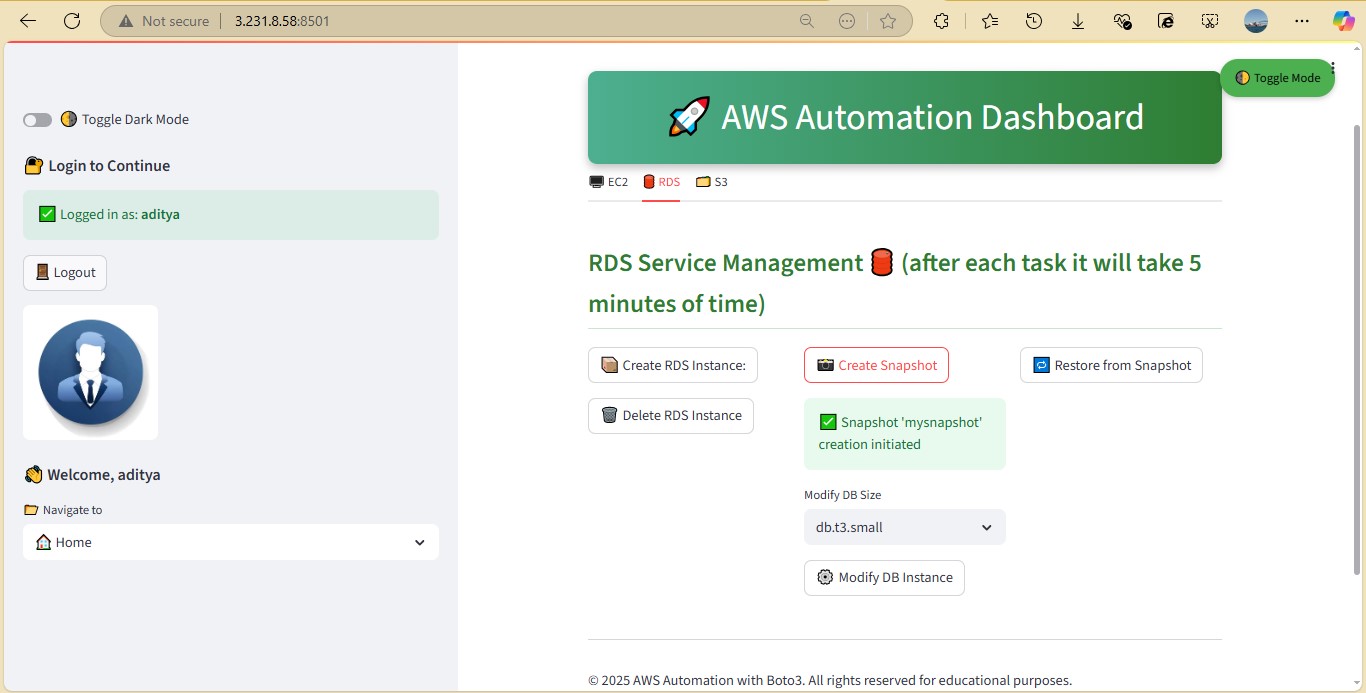 Not secure
3.231.8.58:8501
Toggle Mode
Toggle Dark Mode
Login to Continue
Logged in as: aditya
Logout
Welcome, aditya
Navigate to
Home
AWS Automation Dashboard
EC2 RDS S3
RDS Service Management (after each task it will take 5
minutes of time)
Create RDS Instance:
Delete RDS Instance
Create Snapshot
Snapshot 'mysnapshot'
creation initiated
Modify DB Size
db.t3.small
Modify DB Instance
Restore from Snapshot
© 2025 AWS Automation with Boto3. All rights reserved for educational purposes.